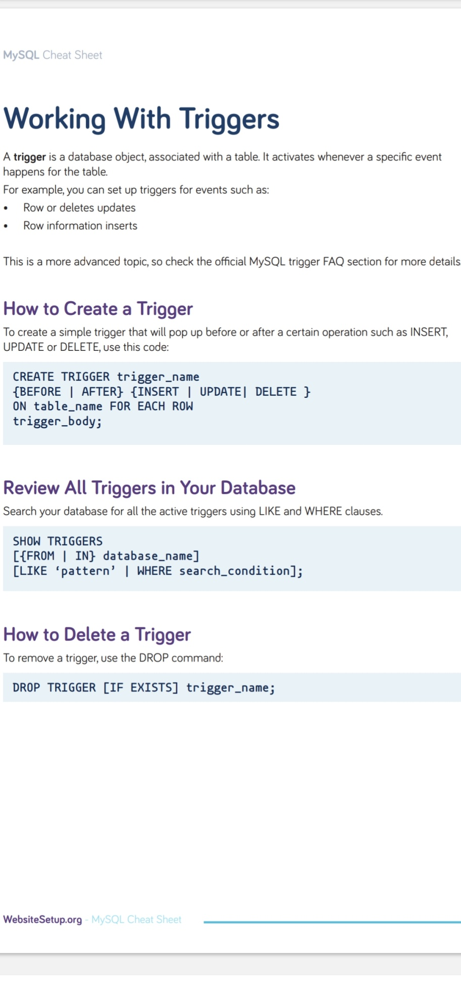 MySQL Cheat Sheet
Working With Triggers
A trigger is a database object, associated with a table. It activates whenever a specific event
happens for the table.
For example, you can set up triggers for events such as:
• Row or deletes updates
• Row information inserts
This is a more advanced topic, so check the official MySQL trigger FAQ section for more details.
How to Create a Trigger
To create a simple trigger that will pop up before or after a certain operation such as INSERT,
UPDATE or DELETE, use this code:
CREATE TRIGGER trigger_name
{BEFORE | AFTER} {INSERT | UPDATE| DELETE }
ON table_name FOR EACH ROW
trigger_body;
Review All Triggers in Your Database
Search your database for all the active triggers using LIKE and WHERE clauses.
SHOW TRIGGERS
[{FROM | IN} database_name]
[LIKE ‘pattern’ | WHERE search_condition];
How to Delete a Trigger
To remove a trigger, use the DROP command:
DROP TRIGGER [IF EXISTS] trigger_name;
WebsiteSetup.org - MySQL Cheat Sheet